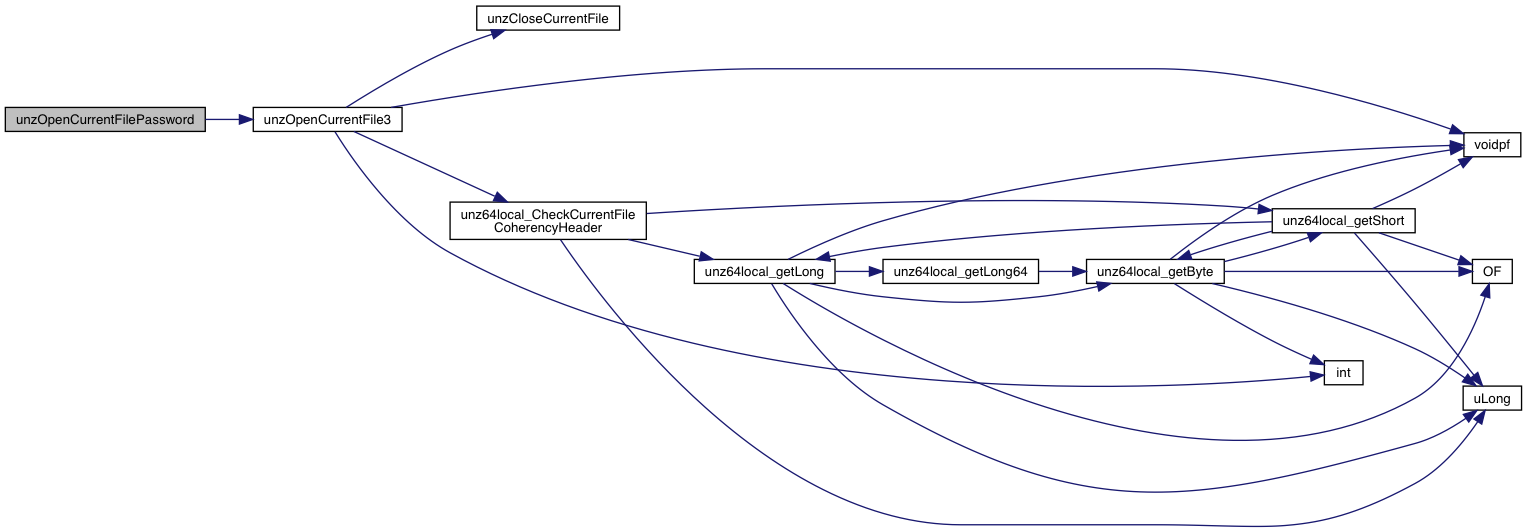 unzCloseCurrentFile
unzOpenCurrentFilePassword
unzOpenCurrentFile3
voidpf
unz64local_CheckCurrentFile
CoherencyHeader
unz64local_getShort
unz64local_getLong
unz64local_getLong64
unz64local_getByte
OF
int
uLong